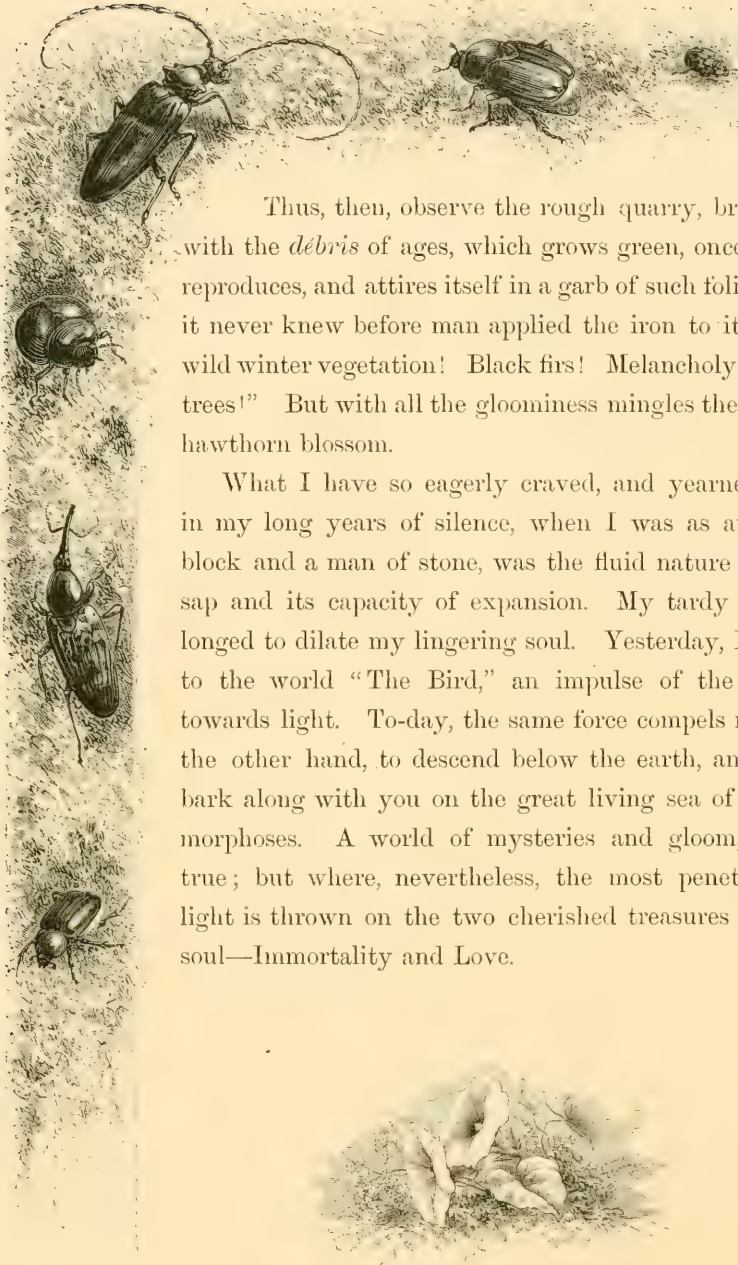 Thus, then, observe the rough quarry, br
with the débris of ages, which grows green, once
reproduces, and attires itself in a garb of such foli
it never knew before man applied the iron to it
wild winter vegetation! Black firs! Melancholy
trees!" But with all the gloominess mingles the
hawthorn blossom.
What I have so eagerly craved, and yearne
in my long years of silence, when I was as a
block and a man of stone, was the fluid nature
sap and its capacity of expansion. My tardy
longed to dilate my lingering soul. Yesterday, I
to the world "The Bird," an impulse of the
towards light. To-day, the same force compels
the other hand, to descend below the earth, an
bark along with you on the great living sea of
morphoses. A world of mysteries and gloom,
true; but where, nevertheless, the most penet
light is thrown on the two cherished treasures
soul—Immortality and Love.